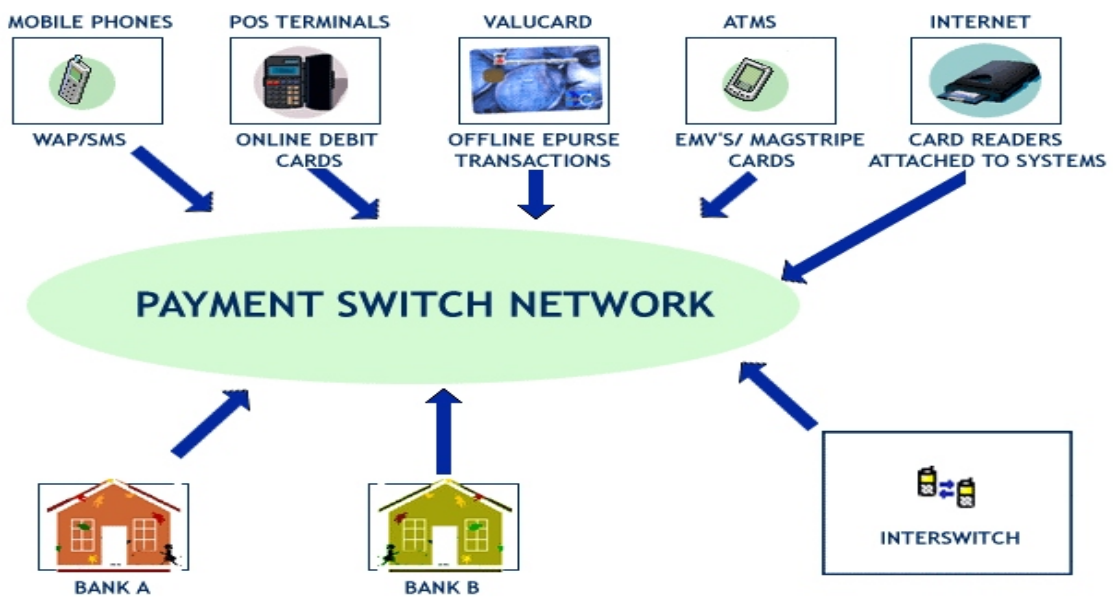 MOBILE PHONES
POS TERMINALS
VALUCARD
ATMS
INTERNET
WAP/SMS
ONLINE DEBIT
CARDS
OFFLINE EPURSE
TRANSACTIONS
EMV'S/ MAGSTRIPE
CARDS
CARD READERS
ATTACHED TO SYSTEMS
PAYMENT SWITCH NETWORK
BANK A
BANK B
INTERSWITCH